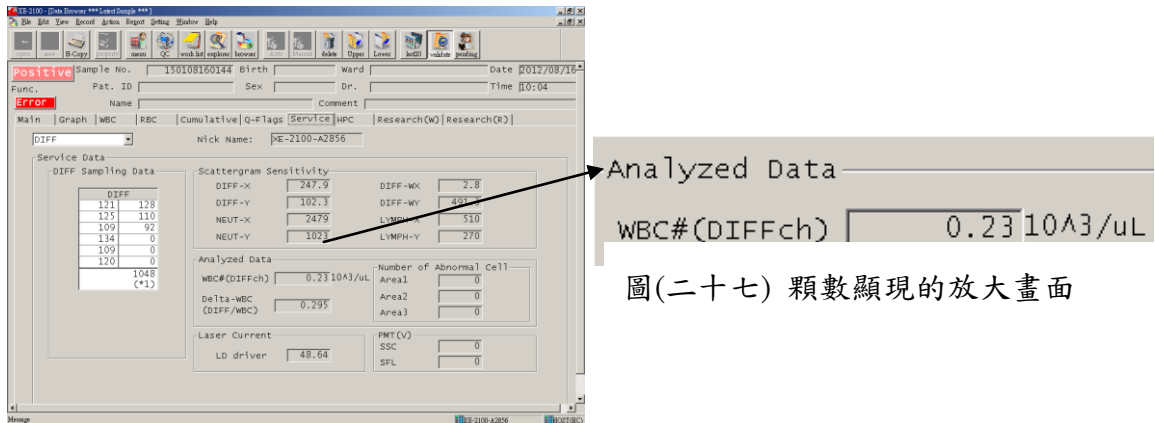 XE-2100 - [Data Browser *** Latest Sample *** ]
File Edit View Record Action Report Setting Window Help
open save H-Copy property menu QC work list explorer browser Auto Manual delete Upper Lower last20 validate pending
Positive Sample No. 150108160144 Birth Ward Date 2012/08/16
Func. Pat. ID Sex Dr. Time 10:04
Error Name Comment
Main Graph WBC RBC Cumulative Q-Flags Service HPC Research(W) Research(R)
DIFF Nick Name: XE-2100-A2856
Service Data
DIFF Sampling Data
DIFF
121 128
125 110
109 92
134 0
109 0
120 0
1048
(*1)
Scattergram Sensitivity
DIFF-X 247.9 DIFF-WX 2.8
DIFF-Y 102.3 DIFF-WY 491.
NEUT-X 2479 LYMPH-X 510
NEUT-Y 1023 LYMPH-Y 270
Analyzed Data
WBC#(DIFFch) 0.23 10^3/uL
Delta-WBC
(DIFF/WBC) 0.295
Number of Abnormal Cell
Area1 0
Area2 0
Area3 0
Laser Current
LD driver 48.64
PMT(V)
SSC 0
SFL 0
Message XE-2100-A2856 HOST(HC)
Analyzed Data
WBC#(DIFFch) 0.23 10^3/uL
圖(二十七) 顆數顯現的放大畫面